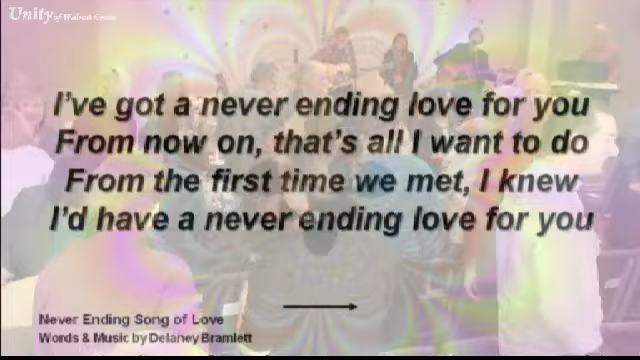 Unity of Walnut Creek
I've got a never ending love for you
From now on, that's all I want to do
From the first time we met, I knew
I'd have a never ending love for you
Never Ending Song of Love
Words & Music by Delaney Bramlett